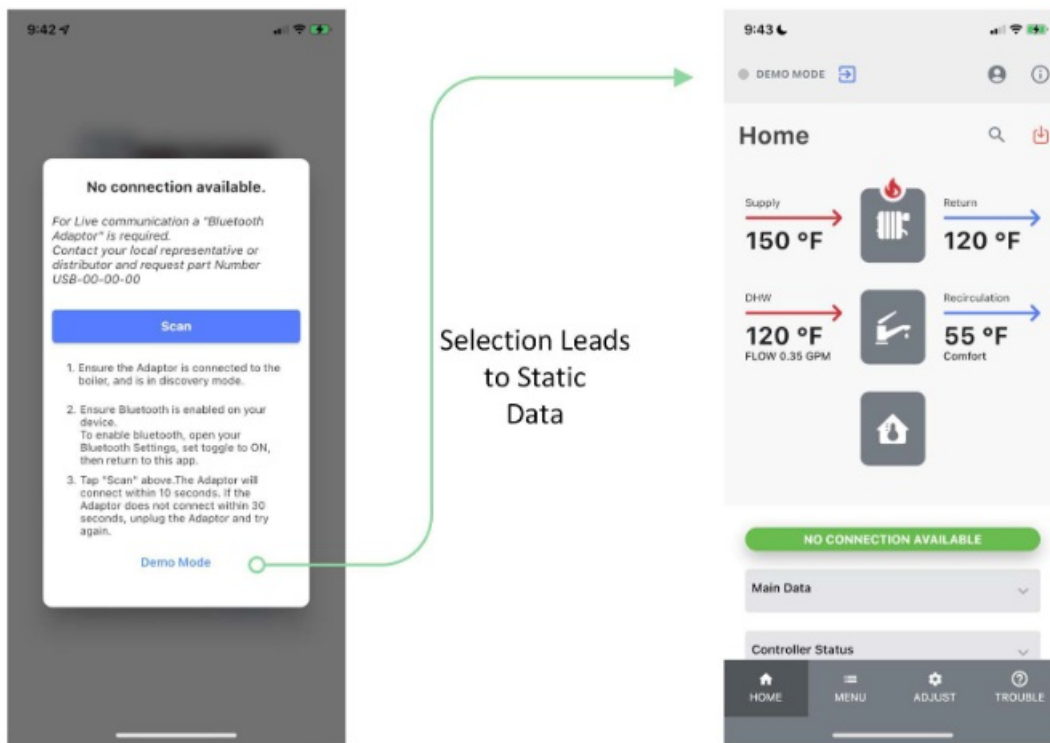 9:42
No connection available.
For Live communication a "Bluetooth
Adaptor" is required.
Contact your local representative or
distributor and request part Number
USB-00-00-00
Scan
1. Ensure the Adaptor is connected to the
boiler, and is in discovery mode.
2. Ensure Bluetooth is enabled on your
device.
To enable bluetooth, open your
Bluetooth Settings, set toggle to ON,
then return to this app.
3. Tap "Scan" above.The Adaptor will
connect within 10 seconds. If the
Adaptor does not connect within 30
seconds, unplug the Adaptor and try
again.
Demo Mode
Selection Leads
to Static
Data
9:43
DEMO MODE
Home
Supply
150 °F
Return
120 °F
DHW
120 °F
FLOW 0.35 GPM
Recirculation
55 °F
Comfort
NO CONNECTION AVAILABLE
Main Data
Controller Status
HOME MENU ADJUST TROUBLE